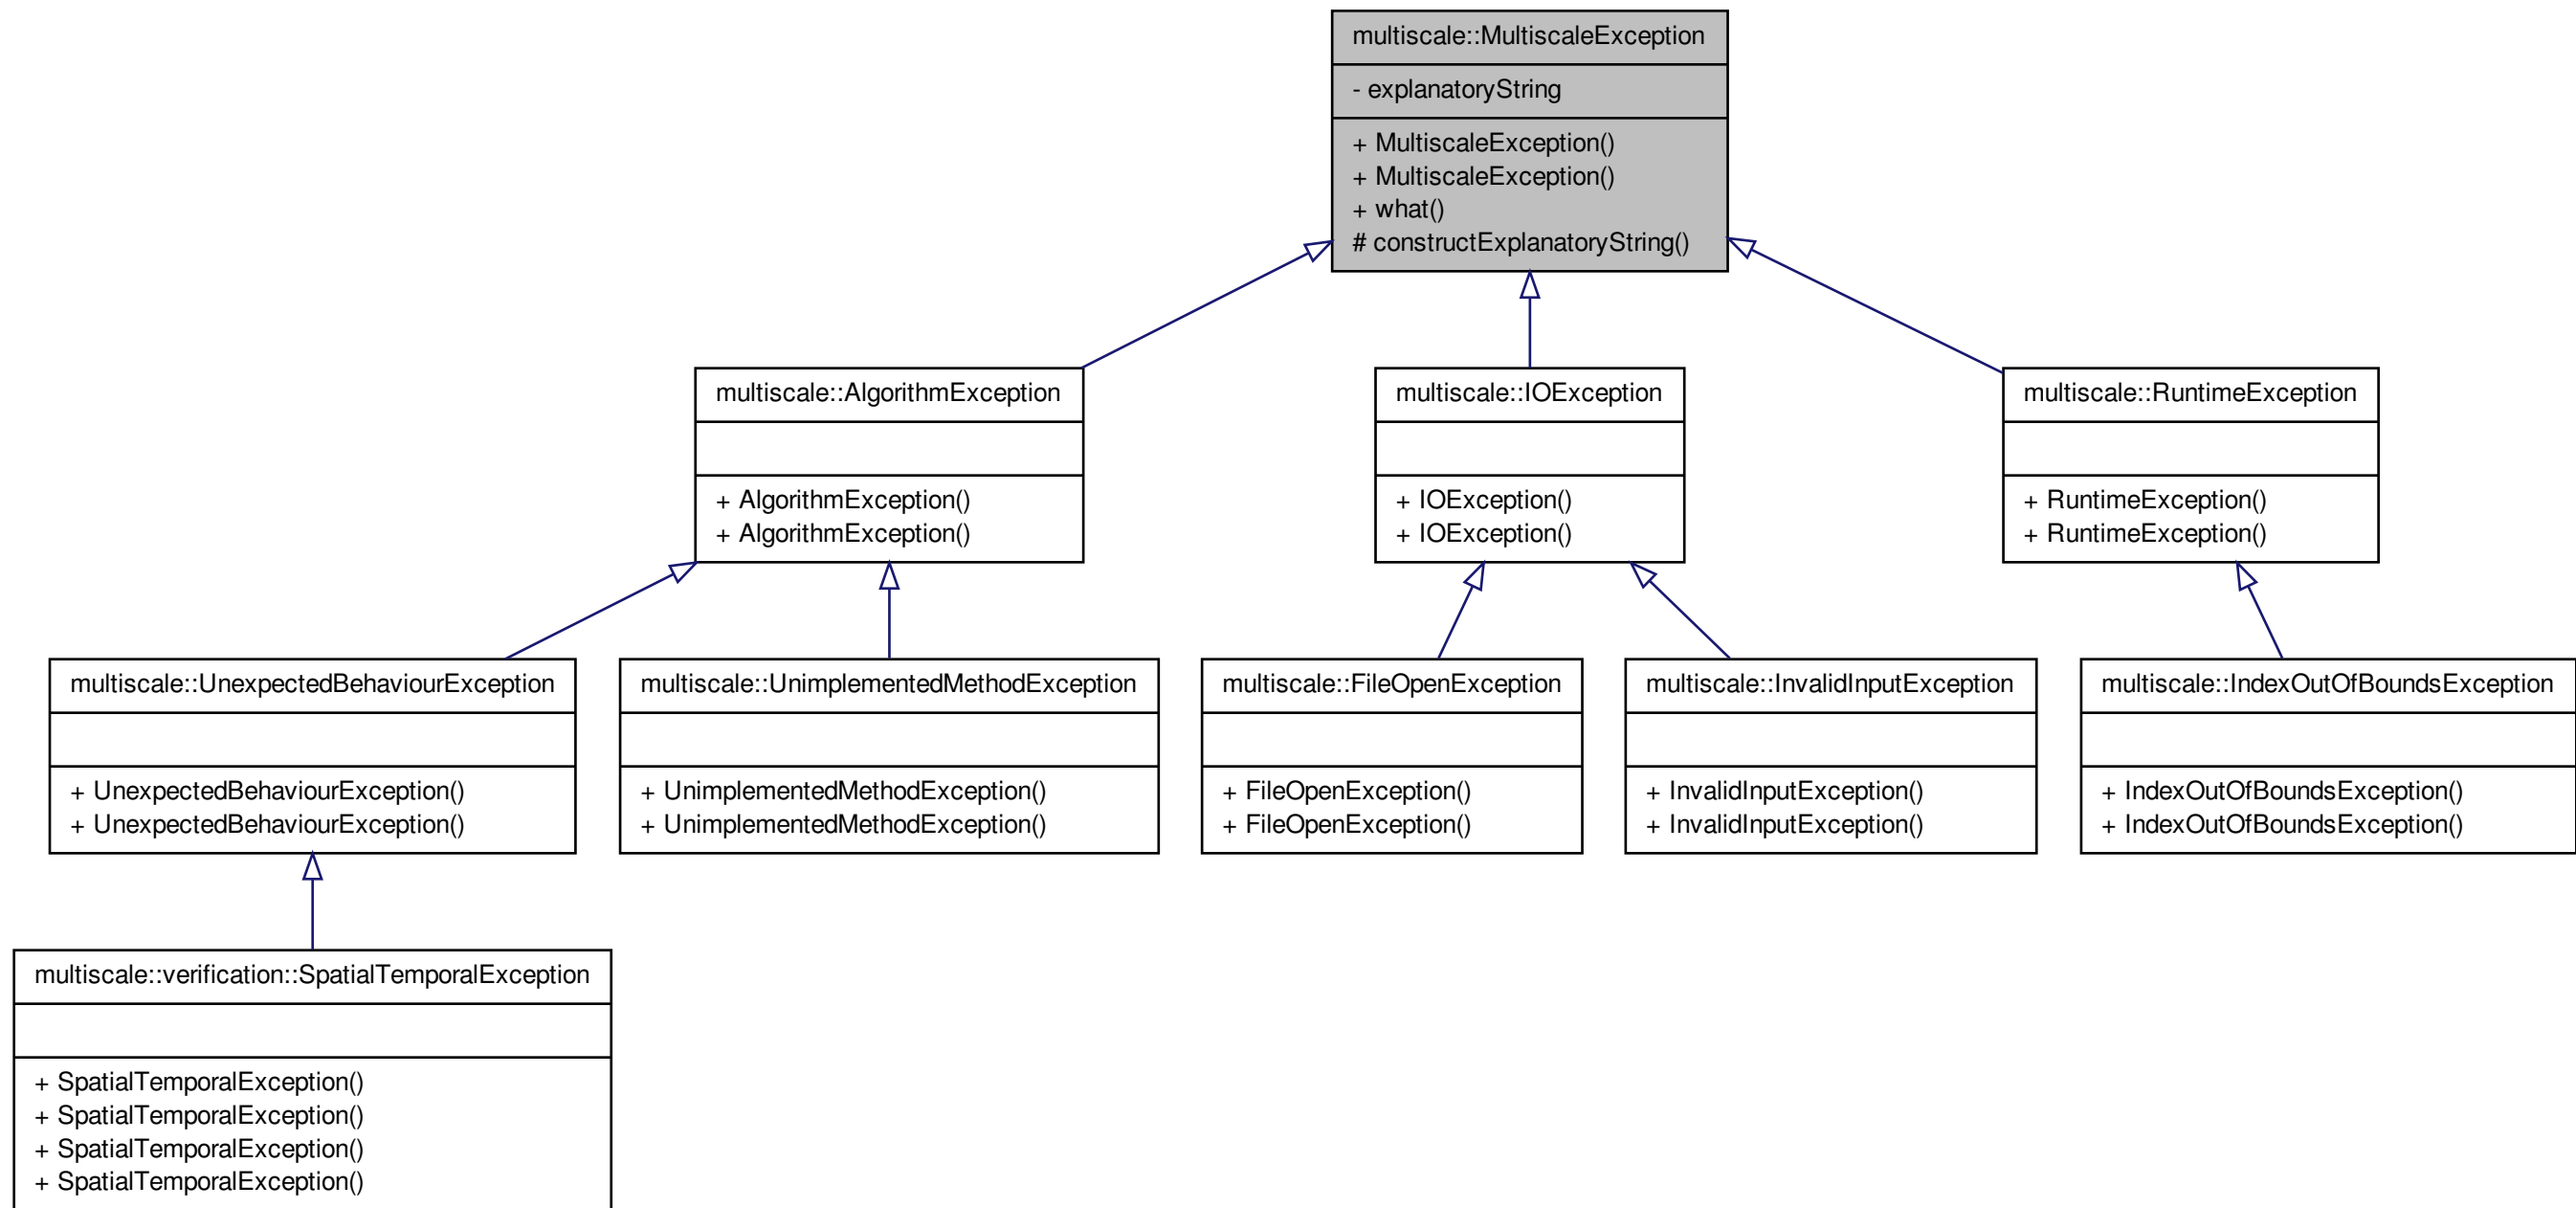 multiscale::MultiscaleException
- explanatoryString
+ MultiscaleException()
+ MultiscaleException()
+ what()
# constructExplanatoryString()
multiscale::AlgorithmException
+ AlgorithmException()
+ AlgorithmException()
multiscale::IOException
+ IOException()
+ IOException()
multiscale::RuntimeException
+ RuntimeException()
+ RuntimeException()
multiscale::UnexpectedBehaviourException
+ UnexpectedBehaviourException()
+ UnexpectedBehaviourException()
multiscale::UnimplementedMethodException
+ UnimplementedMethodException()
+ UnimplementedMethodException()
multiscale::FileOpenException
+ FileOpenException()
+ FileOpenException()
multiscale::InvalidInputException
+ InvalidInputException()
+ InvalidInputException()
multiscale::IndexOutOfBoundsException
+ IndexOutOfBoundsException()
+ IndexOutOfBoundsException()
multiscale::verification::SpatialTemporalException
+ SpatialTemporalException()
+ SpatialTemporalException()
+ SpatialTemporalException()
+ SpatialTemporalException()